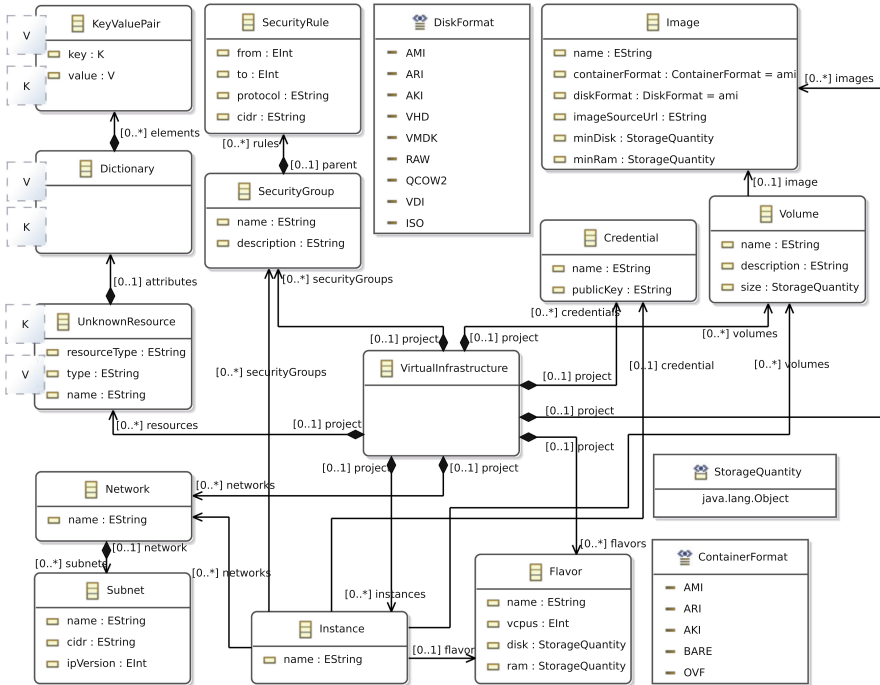 KeyValuePair
V
K
key : K
value : V
[0..*] elements
Dictionary
V
K
[0..1] attributes
UnknownResource
K
V
resourceType : EString
type : EString
name : EString
[0..*] resources
SecurityRule
from : EInt
to : EInt
protocol : EString
cidr : EString
[0..*] rules
[0..1] parent
SecurityGroup
name : EString
description : EString
[0..*] securityGroups
[0..*] securityGroups
DiskFormat
AMI
ARI
AKI
VHD
VMDK
RAW
QCOW2
VDI
ISO
Image
name : EString
containerFormat : ContainerFormat = ami
diskFormat : DiskFormat = ami
imageSourceUrl : EString
minDisk : StorageQuantity
minRam : StorageQuantity
[0..*] images
[0..1] image
Volume
name : EString
description : EString
size : StorageQuantity
Credential
name : EString
publicKey : EString
[0..*] credentials
[0..*] volumes
[0..1] project
[0..1] project
VirtualInfrastructure
[0..1] credential
[0..*] volumes
[0..1] project
[0..1] project
[0..1] project
[0..1] project
[0..1] project
[0..1] project
StorageQuantity
java.lang.Object
Network
name : EString
[0..*] networks
[0..1] network
[0..*] subnets
[0..*] networks
Subnet
name : EString
cidr : EString
ipVersion : EInt
[0..*] instances
Instance
name : EString
[0..1] flavor
[0..*] flavors
Flavor
name : EString
vcpus : EInt
disk : StorageQuantity
ram : StorageQuantity
ContainerFormat
AMI
ARI
AKI
BARE
OVF